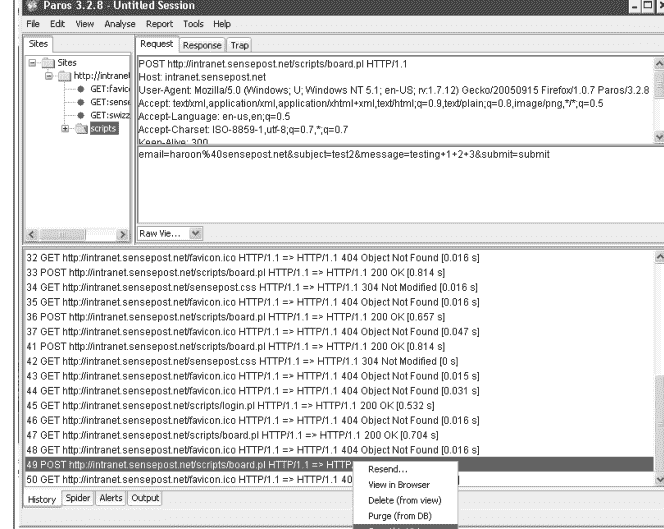 Paros 3.2.8 - Untitled Session
File Edit View Analyse Report Tools Help
Sites
Request Response Trap
Sites
http://intranet
GET:favic
GET:sense
GET:swizz
scripts
POST http://intranet.sensepost.net/scripts/board.pl HTTP/1.1
Host: intranet.sensepost.net
User-Agent: Mozilla/5.0 (Windows; U; Windows NT 5.1; en-US; rv:1.7.12) Gecko/20050915 Firefox/1.0.7 Paros/3.2.8
Accept: text/xml,application/xml,application/xhtml+xml,text/html;q=0.9,text/plain;q=0.8,image/png,*/*;q=0.5
Accept-Language: en-us,en;q=0.5
Accept-Charset: ISO-8859-1,utf-8;q=0.7,*;q=0.7
Keep-Alive: 300
email=haroon%40sensepost.net&subject=test2&message=testing+1+2+3&submit=submit
Raw Vie...
32 GET http://intranet.sensepost.net/favicon.ico HTTP/1.1 => HTTP/1.1 404 Object Not Found [0.016 s]
33 POST http://intranet.sensepost.net/scripts/board.pl HTTP/1.1 => HTTP/1.1 200 OK [0.814 s]
34 GET http://intranet.sensepost.net/sensepost.css HTTP/1.1 => HTTP/1.1 304 Not Modified [0.016 s]
35 GET http://intranet.sensepost.net/favicon.ico HTTP/1.1 => HTTP/1.1 404 Object Not Found [0.016 s]
36 POST http://intranet.sensepost.net/scripts/board.pl HTTP/1.1 => HTTP/1.1 200 OK [0.657 s]
37 GET http://intranet.sensepost.net/favicon.ico HTTP/1.1 => HTTP/1.1 404 Object Not Found [0.047 s]
41 POST http://intranet.sensepost.net/scripts/board.pl HTTP/1.1 => HTTP/1.1 200 OK [0.814 s]
42 GET http://intranet.sensepost.net/sensepost.css HTTP/1.1 => HTTP/1.1 304 Not Modified [0 s]
43 GET http://intranet.sensepost.net/favicon.ico HTTP/1.1 => HTTP/1.1 404 Object Not Found [0.015 s]
44 GET http://intranet.sensepost.net/favicon.ico HTTP/1.1 => HTTP/1.1 404 Object Not Found [0.031 s]
45 GET http://intranet.sensepost.net/scripts/login.pl HTTP/1.1 => HTTP/1.1 200 OK [0.532 s]
46 GET http://intranet.sensepost.net/favicon.ico HTTP/1.1 => HTTP/1.1 404 Object Not Found [0.016 s]
47 GET http://intranet.sensepost.net/scripts/board.pl HTTP/1.1 => HTTP/1.1 200 OK [0.704 s]
48 GET http://intranet.sensepost.net/favicon.ico HTTP/1.1 => HTTP/1.1 404 Object Not Found [0.016 s]
49 POST http://intranet.sensepost.net/scripts/board.pl HTTP/1.1 => HTTP
50 GET http://intranet.sensepost.net/favicon.ico HTTP/1.1 => HTTP/1.1 40
Resend...
View in Browser
Delete (from view)
Purge (from DB)
History Spider Alerts Output